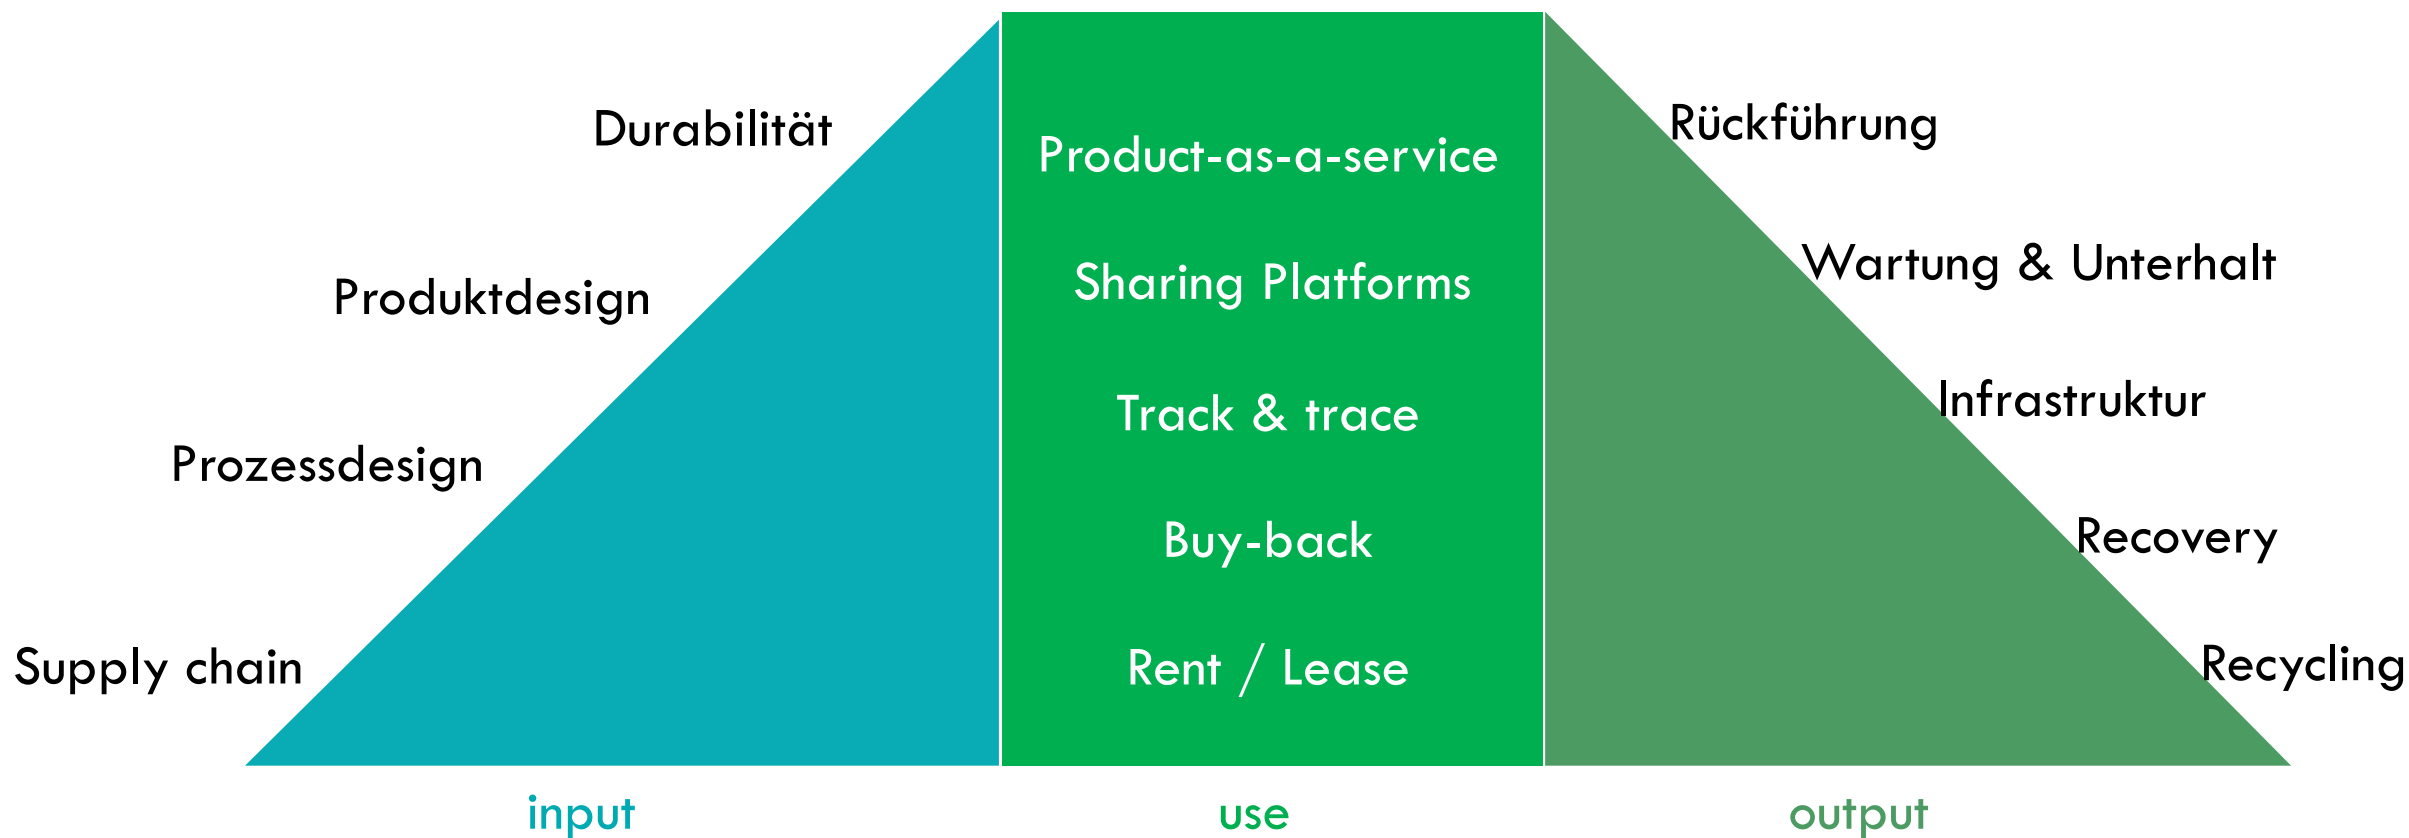 Durabilität
Produktdesign
Prozessdesign
Supply chain
Product-as-a-service
Sharing Platforms
Track & trace
Buy-back
Rent / Lease
Rückführung
Wartung & Unterhalt
Infrastruktur
Recovery
Recycling
input
use
output